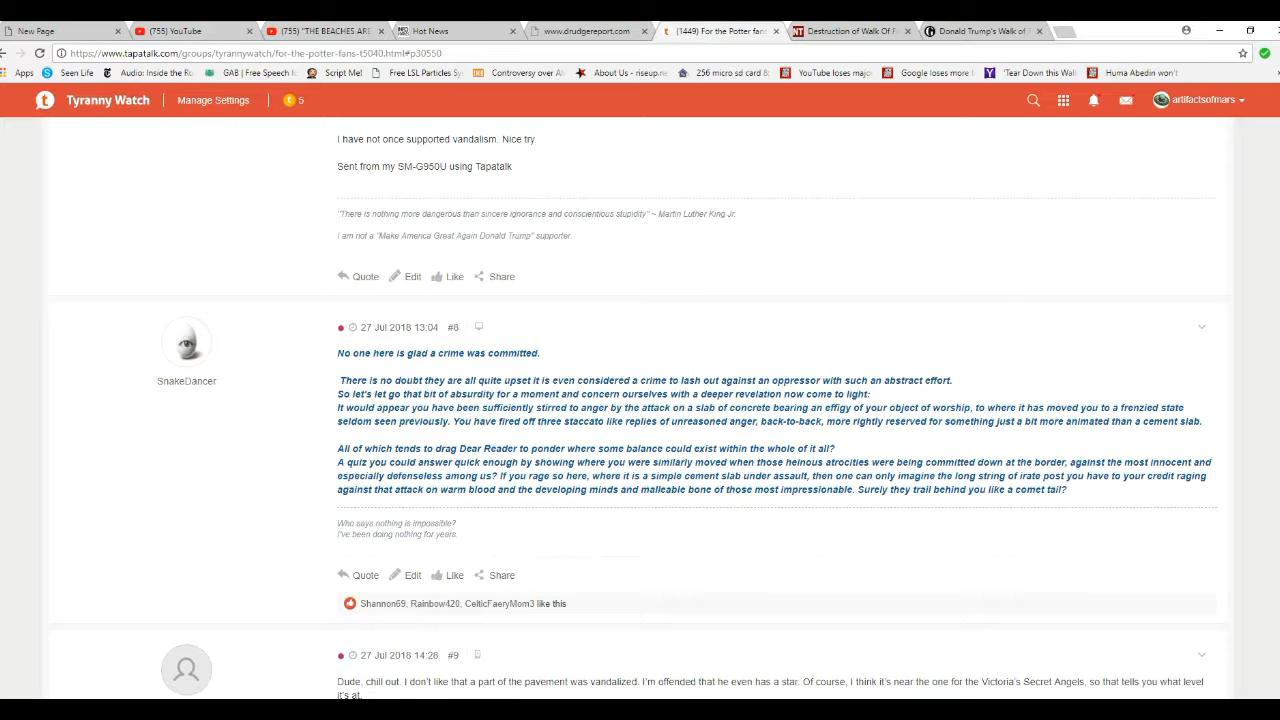 New Page
(755) YouTube
(755) "THE BEACHES ARE
Hot News
www.drudgereport.com
(1449) For the Potter fans
Destruction of Walk Of F
Donald Trump's Walk of
https://www.tapatalk.com/groups/tyrannywatch/for-the-potter-fans-t5040.html#p30550
Apps
Seen Life
Audio: Inside the Ro
GAB | Free Speech fo
Script Me!
Free LSL Particles Sy
Controversy over A
About Us - riseup.ne
256 micro sd card &
YouTube loses majo
Google loses more
'Tear Down this Wall
Huma Abedin won't
Tyranny Watch
Manage Settings
5
artifactsofmars
I have not once supported vandalism. Nice try.
Sent from my SM-G950U using Tapatalk
"There is nothing more dangerous than sincere ignorance and conscientious stupidity" ~ Martin Luther King Jr.
I am not a "Make America Great Again Donald Trump" supporter.
Quote Edit Like Share
SnakeDancer
27 Jul 2018 13:04 #8
No one here is glad a crime was committed.
There is no doubt they are all quite upset it is even considered a crime to lash out against an oppressor with such an abstract effort.
So let's let go that bit of absurdity for a moment and concern ourselves with a deeper revelation now come to light:
It would appear you have been sufficiently stirred to anger by the attack on a slab of concrete bearing an effigy of your object of worship, to where it has moved you to a frenzied state
seldom seen previously. You have fired off three staccato like replies of unreasoned anger, back-to-back, more rightly reserved for something just a bit more animated than a cement slab.
All of which tends to drag Dear Reader to ponder where some balance could exist within the whole of it all?
A quiz you could answer quick enough by showing where you were similarly moved when those heinous atrocities were being committed down at the border, against the most innocent and
especially defenseless among us? If you rage so here, where it is a simple cement slab under assault, then one can only imagine the long string of irate post you have to your credit raging
against that attack on warm blood and the developing minds and malleable bone of those most impressionable. Surely they trail behind you like a comet tail?
Who says nothing is impossible?
I've been doing nothing for years.
Quote Edit Like Share
Shannon69, Rainbow420, CelticFaeryMom3 like this
27 Jul 2018 14:28 #9
Dude, chill out. I don't like that a part of the pavement was vandalized. I'm offended that he even has a star. Of course, I think it's near the one for the Victoria's Secret Angels, so that tells you what level
it's at.